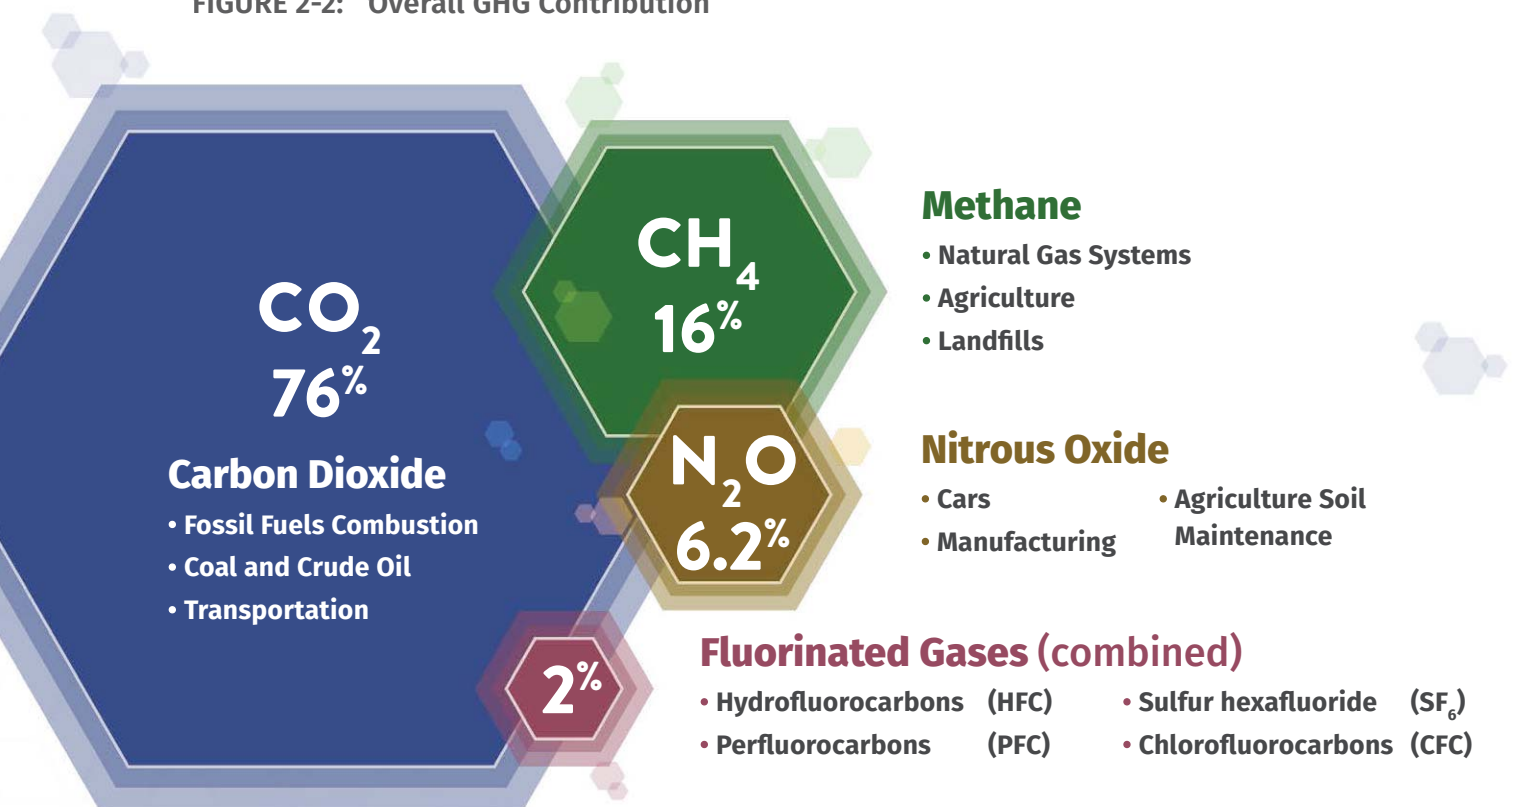 FIGURE 2-2: Overall GHG Contribution
CO₂
76%
Carbon Dioxide
• Fossil Fuels Combustion
• Coal and Crude Oil
• Transportation
CH₄
16%
Methane
• Natural Gas Systems
• Agriculture
• Landfills
N₂O
6.2%
Nitrous Oxide
• Cars
• Manufacturing
• Agriculture Soil
Maintenance
2%
Fluorinated Gases (combined)
• Hydrofluorocarbons (HFC)
• Perfluorocarbons (PFC)
• Sulfur hexafluoride (SF₆)
• Chlorofluorocarbons (CFC)